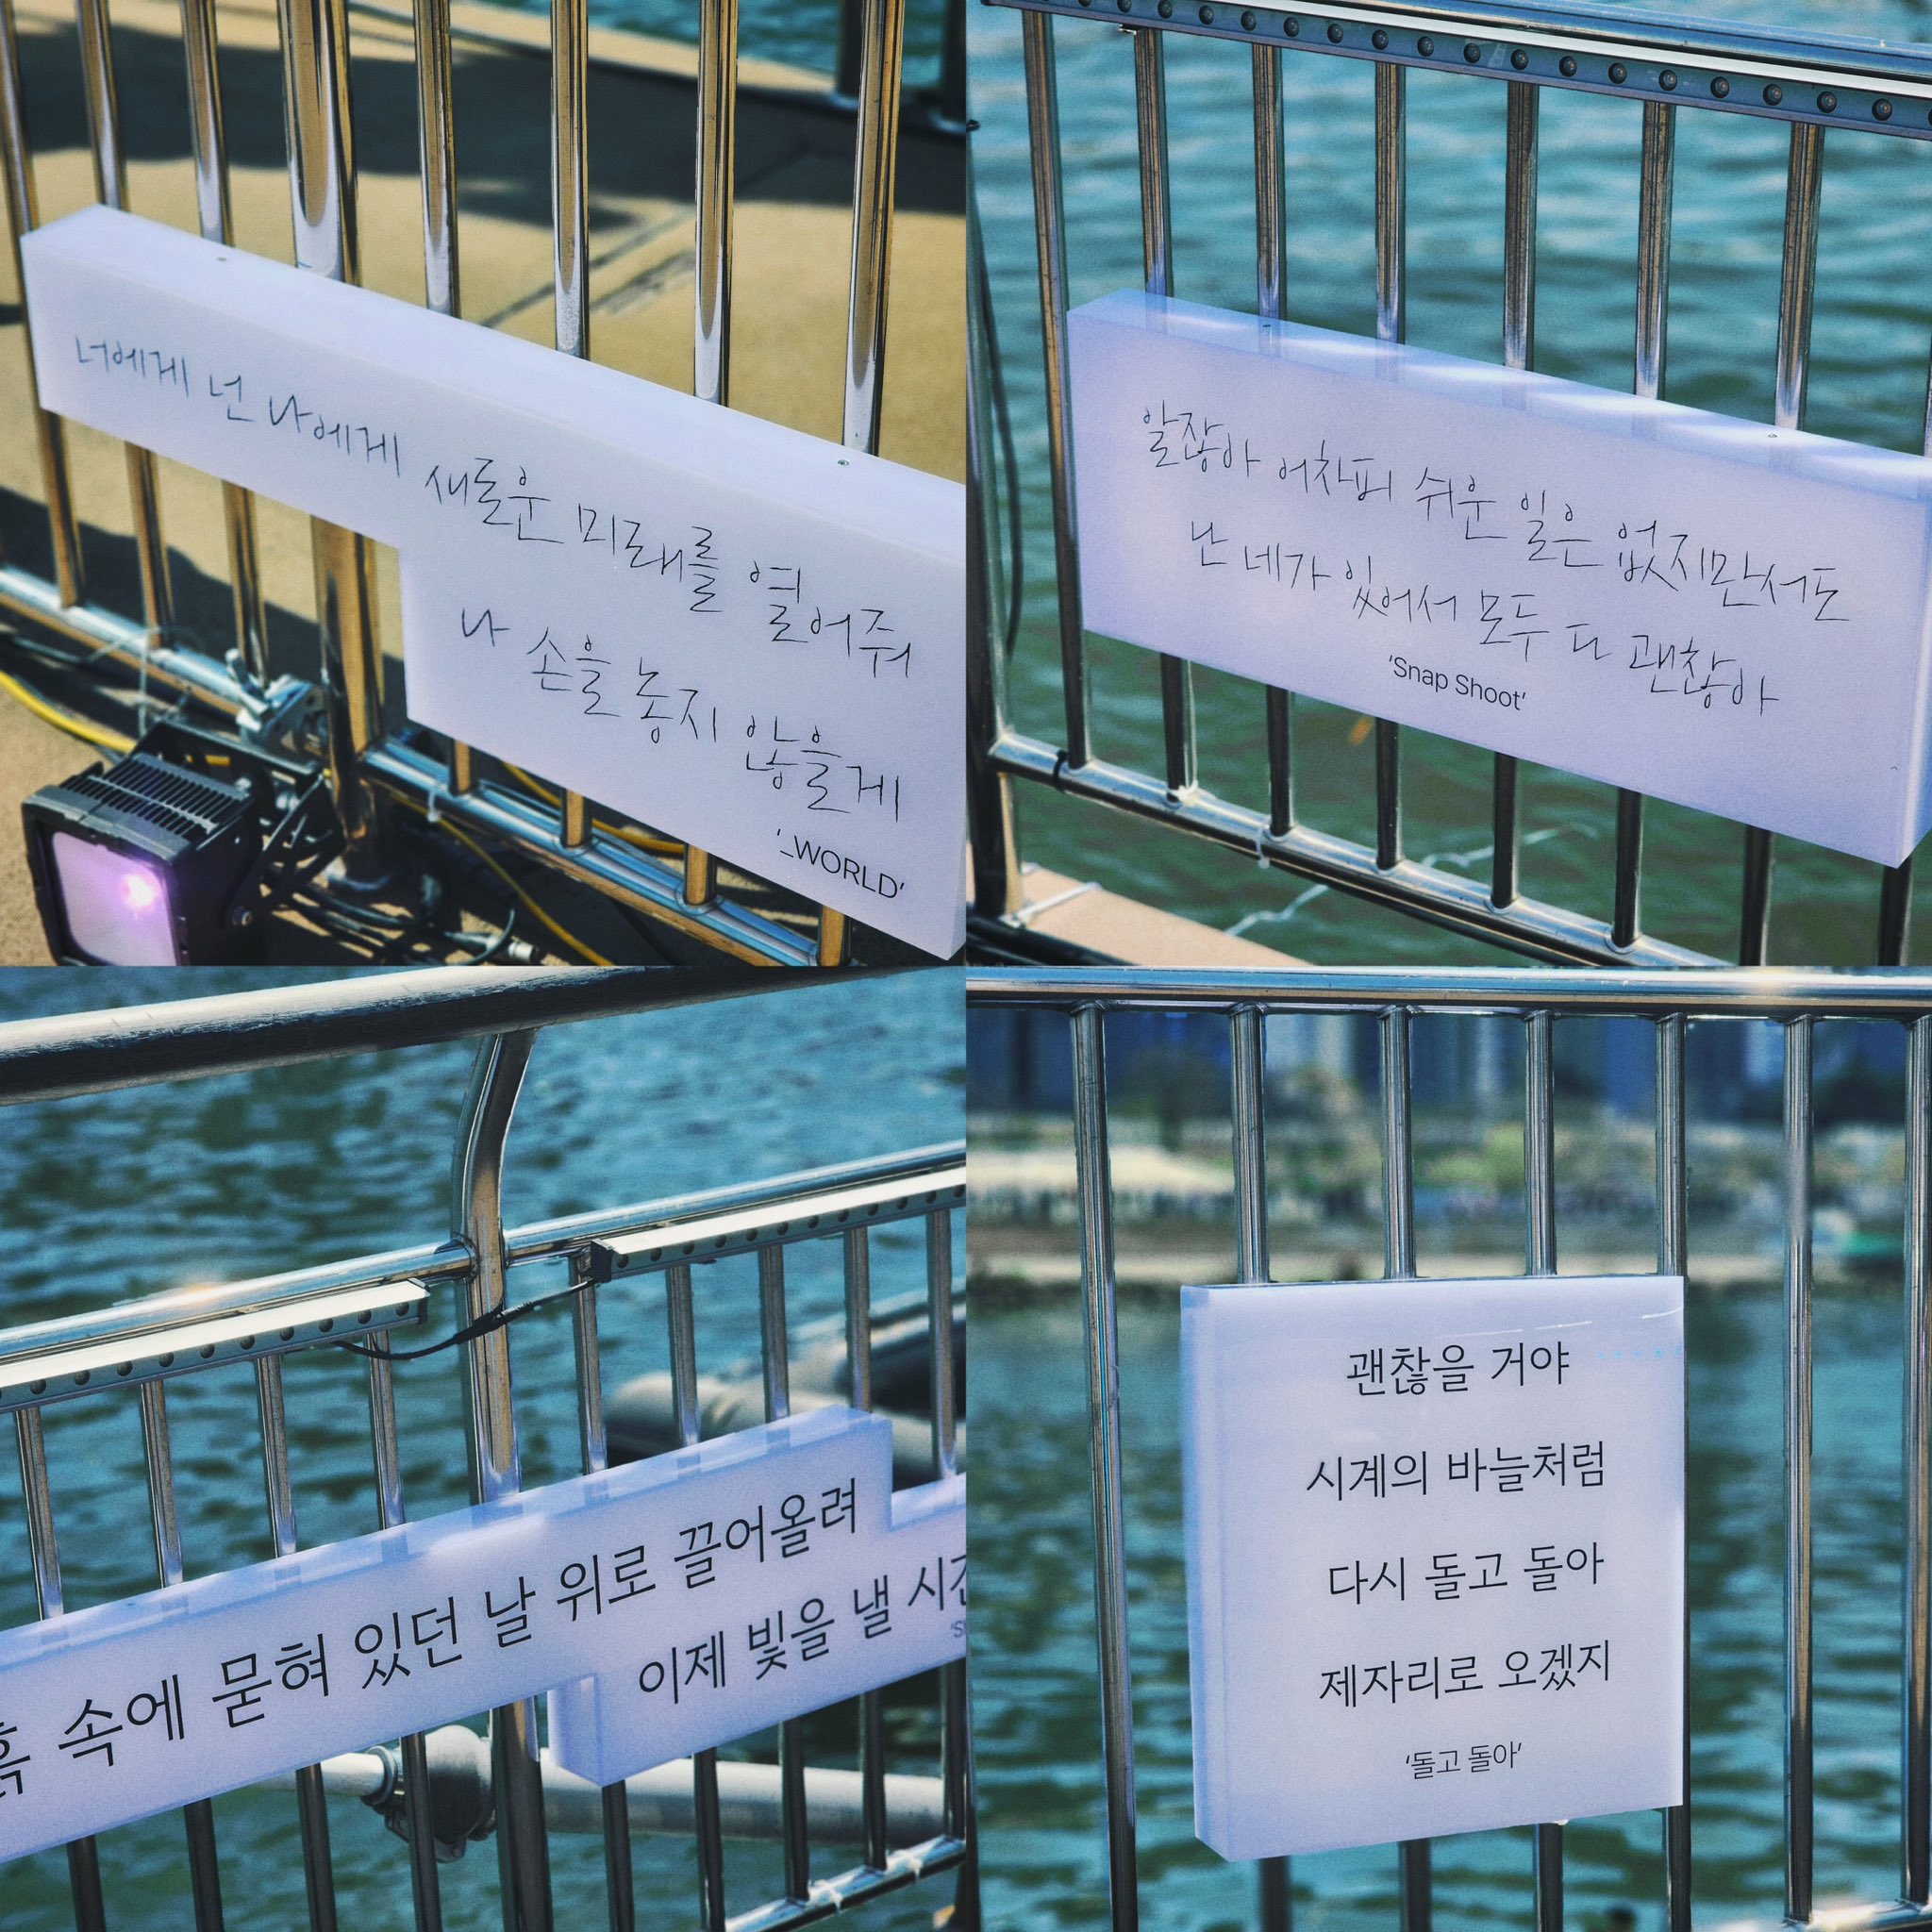 너에게 넌 나에게 새로운 미래를 열어줘
나 손을 놓지 않을게
'_WORLD'
알잖아 어차피 쉬운 일은 없지만서도
난 네가 있어서 모두 다 괜찮아
'Snap Shoot'
흙 속에 묻혀 있던 날 위로 끌어올려
이제 빛을 낼
괜찮을 거야
시계의 바늘처럼
다시 돌고 돌아
제자리로 오겠지
'돌고 돌아'